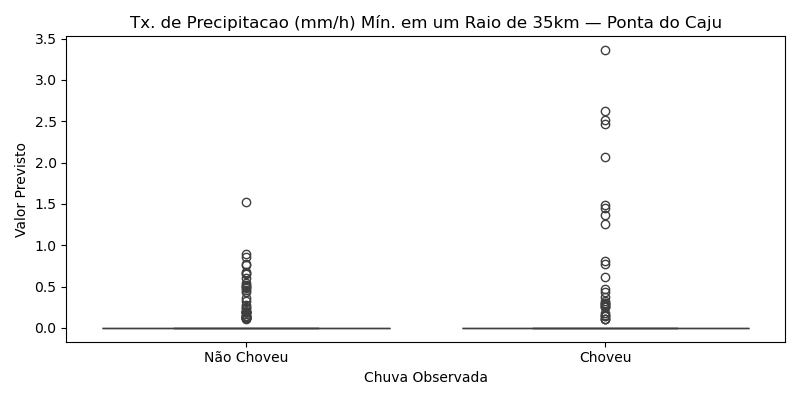 Tx. de Precipitacao (mm/h) Mín. em um Raio de 35km — Ponta do Caju
3.5
3.0
2.5
2.0
1.5
1.0
0.5
0.0
Valor Previsto
Não Choveu
Choveu
Chuva Observada